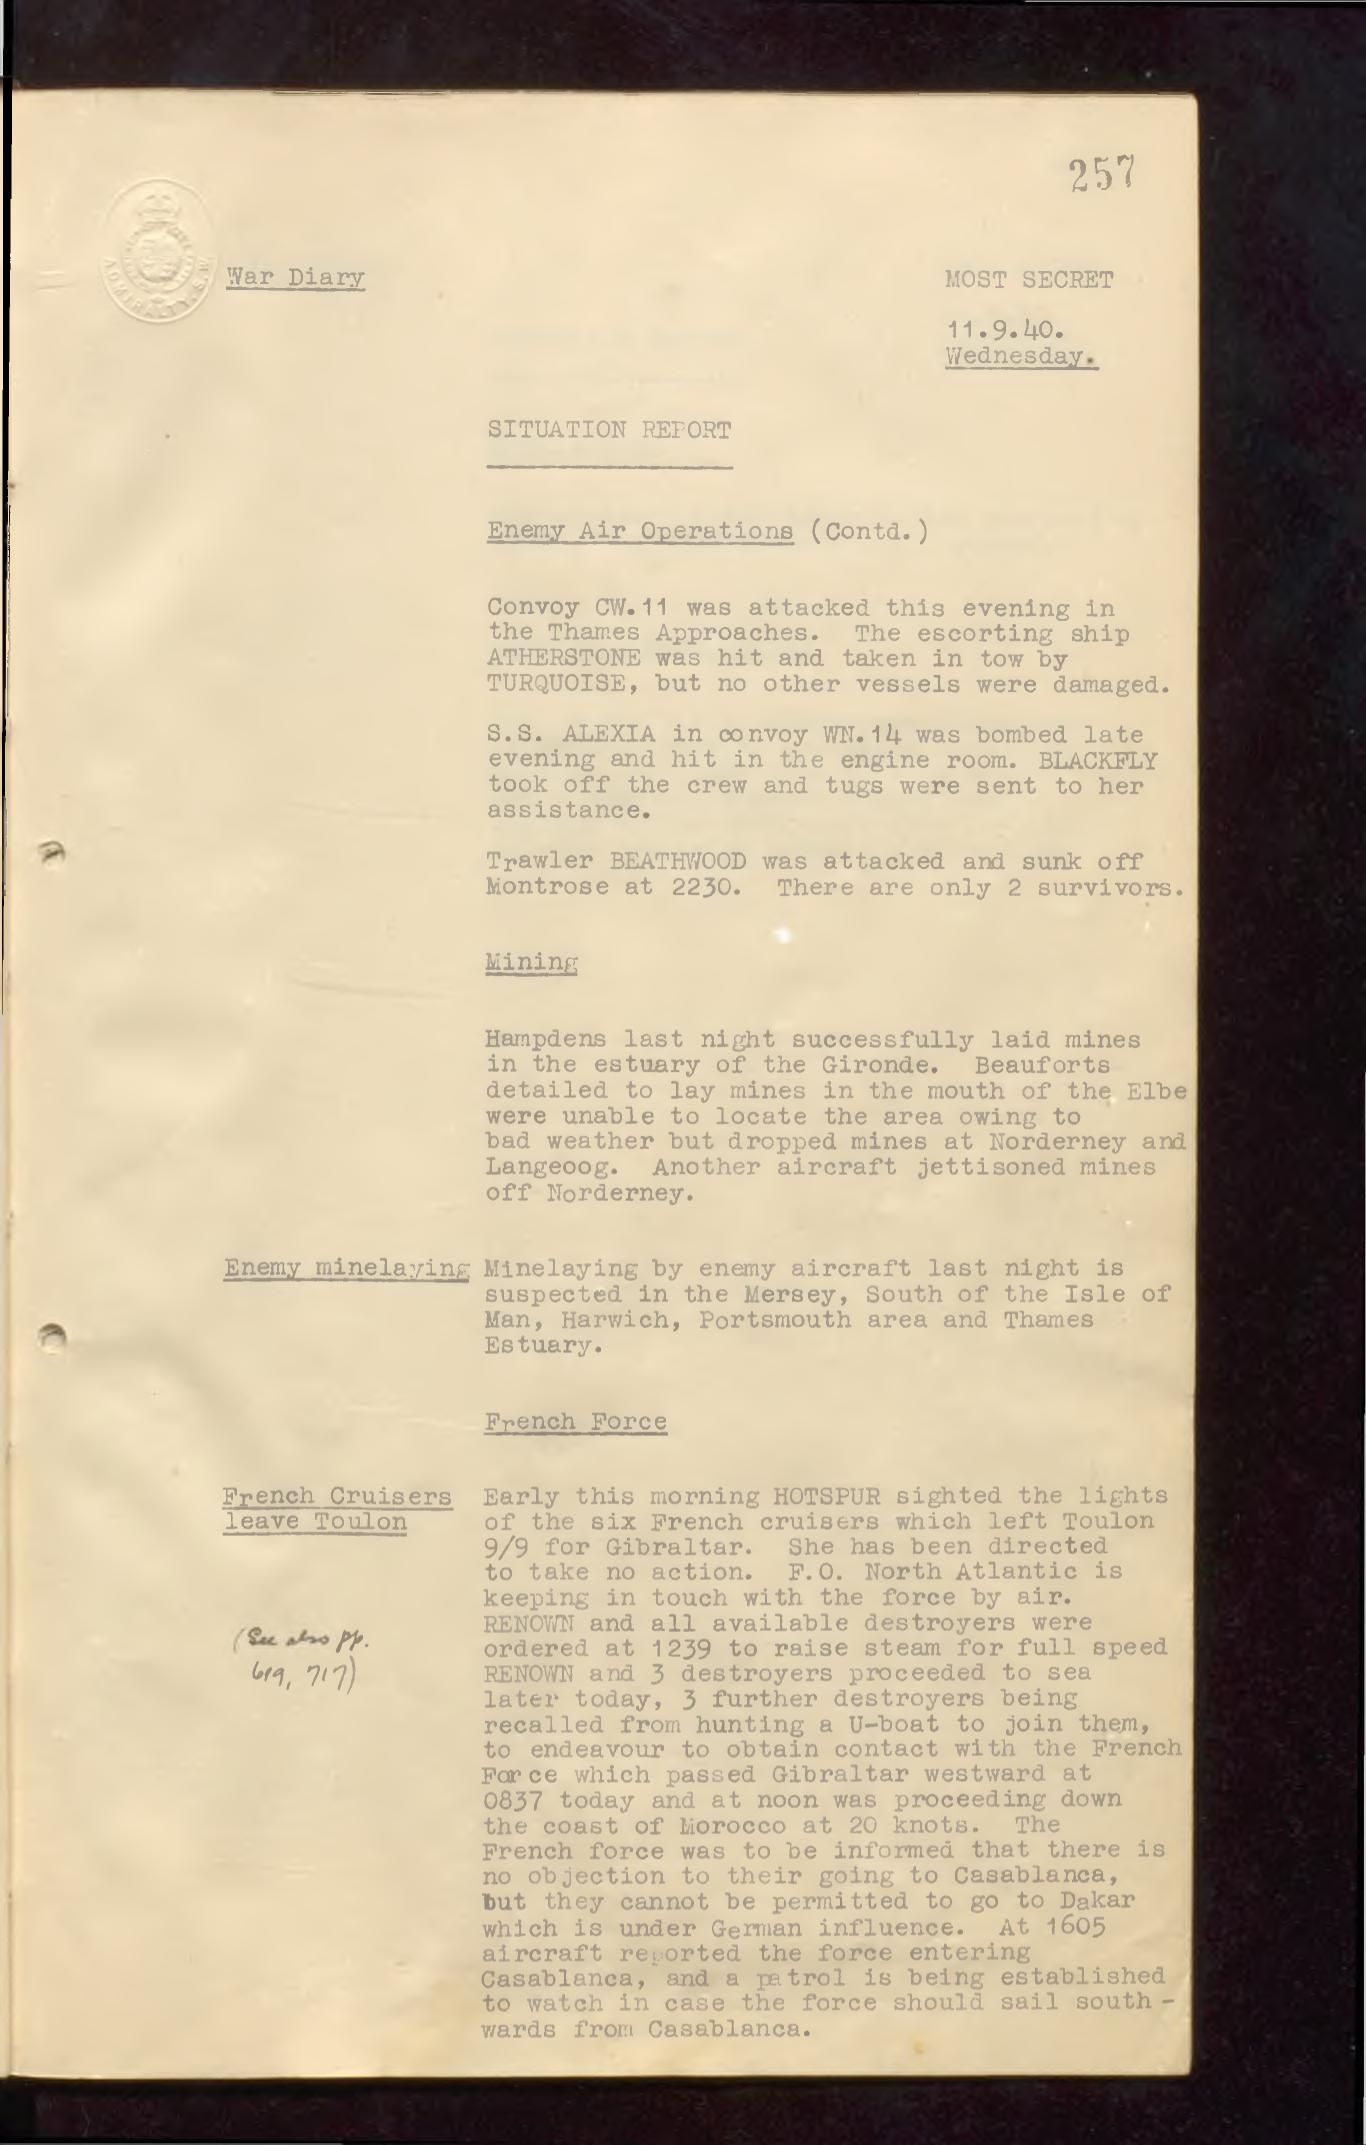 257
ADMIRALTY. S.W.
War Diary
MOST SECRET
11.9.40.
Wednesday.
SITUATION REPORT
Enemy Air Operations (Contd.)
Convoy CW.11 was attacked this evening in
the Thames Approaches. The escorting ship
ATHERSTONE was hit and taken in tow by
TURQUOISE, but no other vessels were damaged.
S.S. ALEXIA in convoy WN.14 was bombed late
evening and hit in the engine room. BLACKFLY
took off the crew and tugs were sent to her
assistance.
Trawler BEATHWOOD was attacked and sunk off
Montrose at 2230. There are only 2 survivors.
Mining
Hampdens last night successfully laid mines
in the estuary of the Gironde. Beauforts
detailed to lay mines in the mouth of the Elbe
were unable to locate the area owing to
bad weather but dropped mines at Norderney and
Langeoog. Another aircraft jettisoned mines
off Norderney.
Enemy minelaying
Minelaying by enemy aircraft last night is
suspected in the Mersey, South of the Isle of
Man, Harwich, Portsmouth area and Thames
Estuary.
French Force
French Cruisers
leave Toulon
(See also pp.
619, 717)
Early this morning HOTSPUR sighted the lights
of the six French cruisers which left Toulon
9/9 for Gibraltar. She has been directed
to take no action. F.O. North Atlantic is
keeping in touch with the force by air.
RENOWN and all available destroyers were
ordered at 1239 to raise steam for full speed
RENOWN and 3 destroyers proceeded to sea
later today, 3 further destroyers being
recalled from hunting a U-boat to join them,
to endeavour to obtain contact with the French
Force which passed Gibraltar westward at
0837 today and at noon was proceeding down
the coast of Morocco at 20 knots. The
French force was to be informed that there is
no objection to their going to Casablanca,
but they cannot be permitted to go to Dakar
which is under German influence. At 1605
aircraft reported the force entering
Casablanca, and a patrol is being established
to watch in case the force should sail south-
wards from Casablanca.